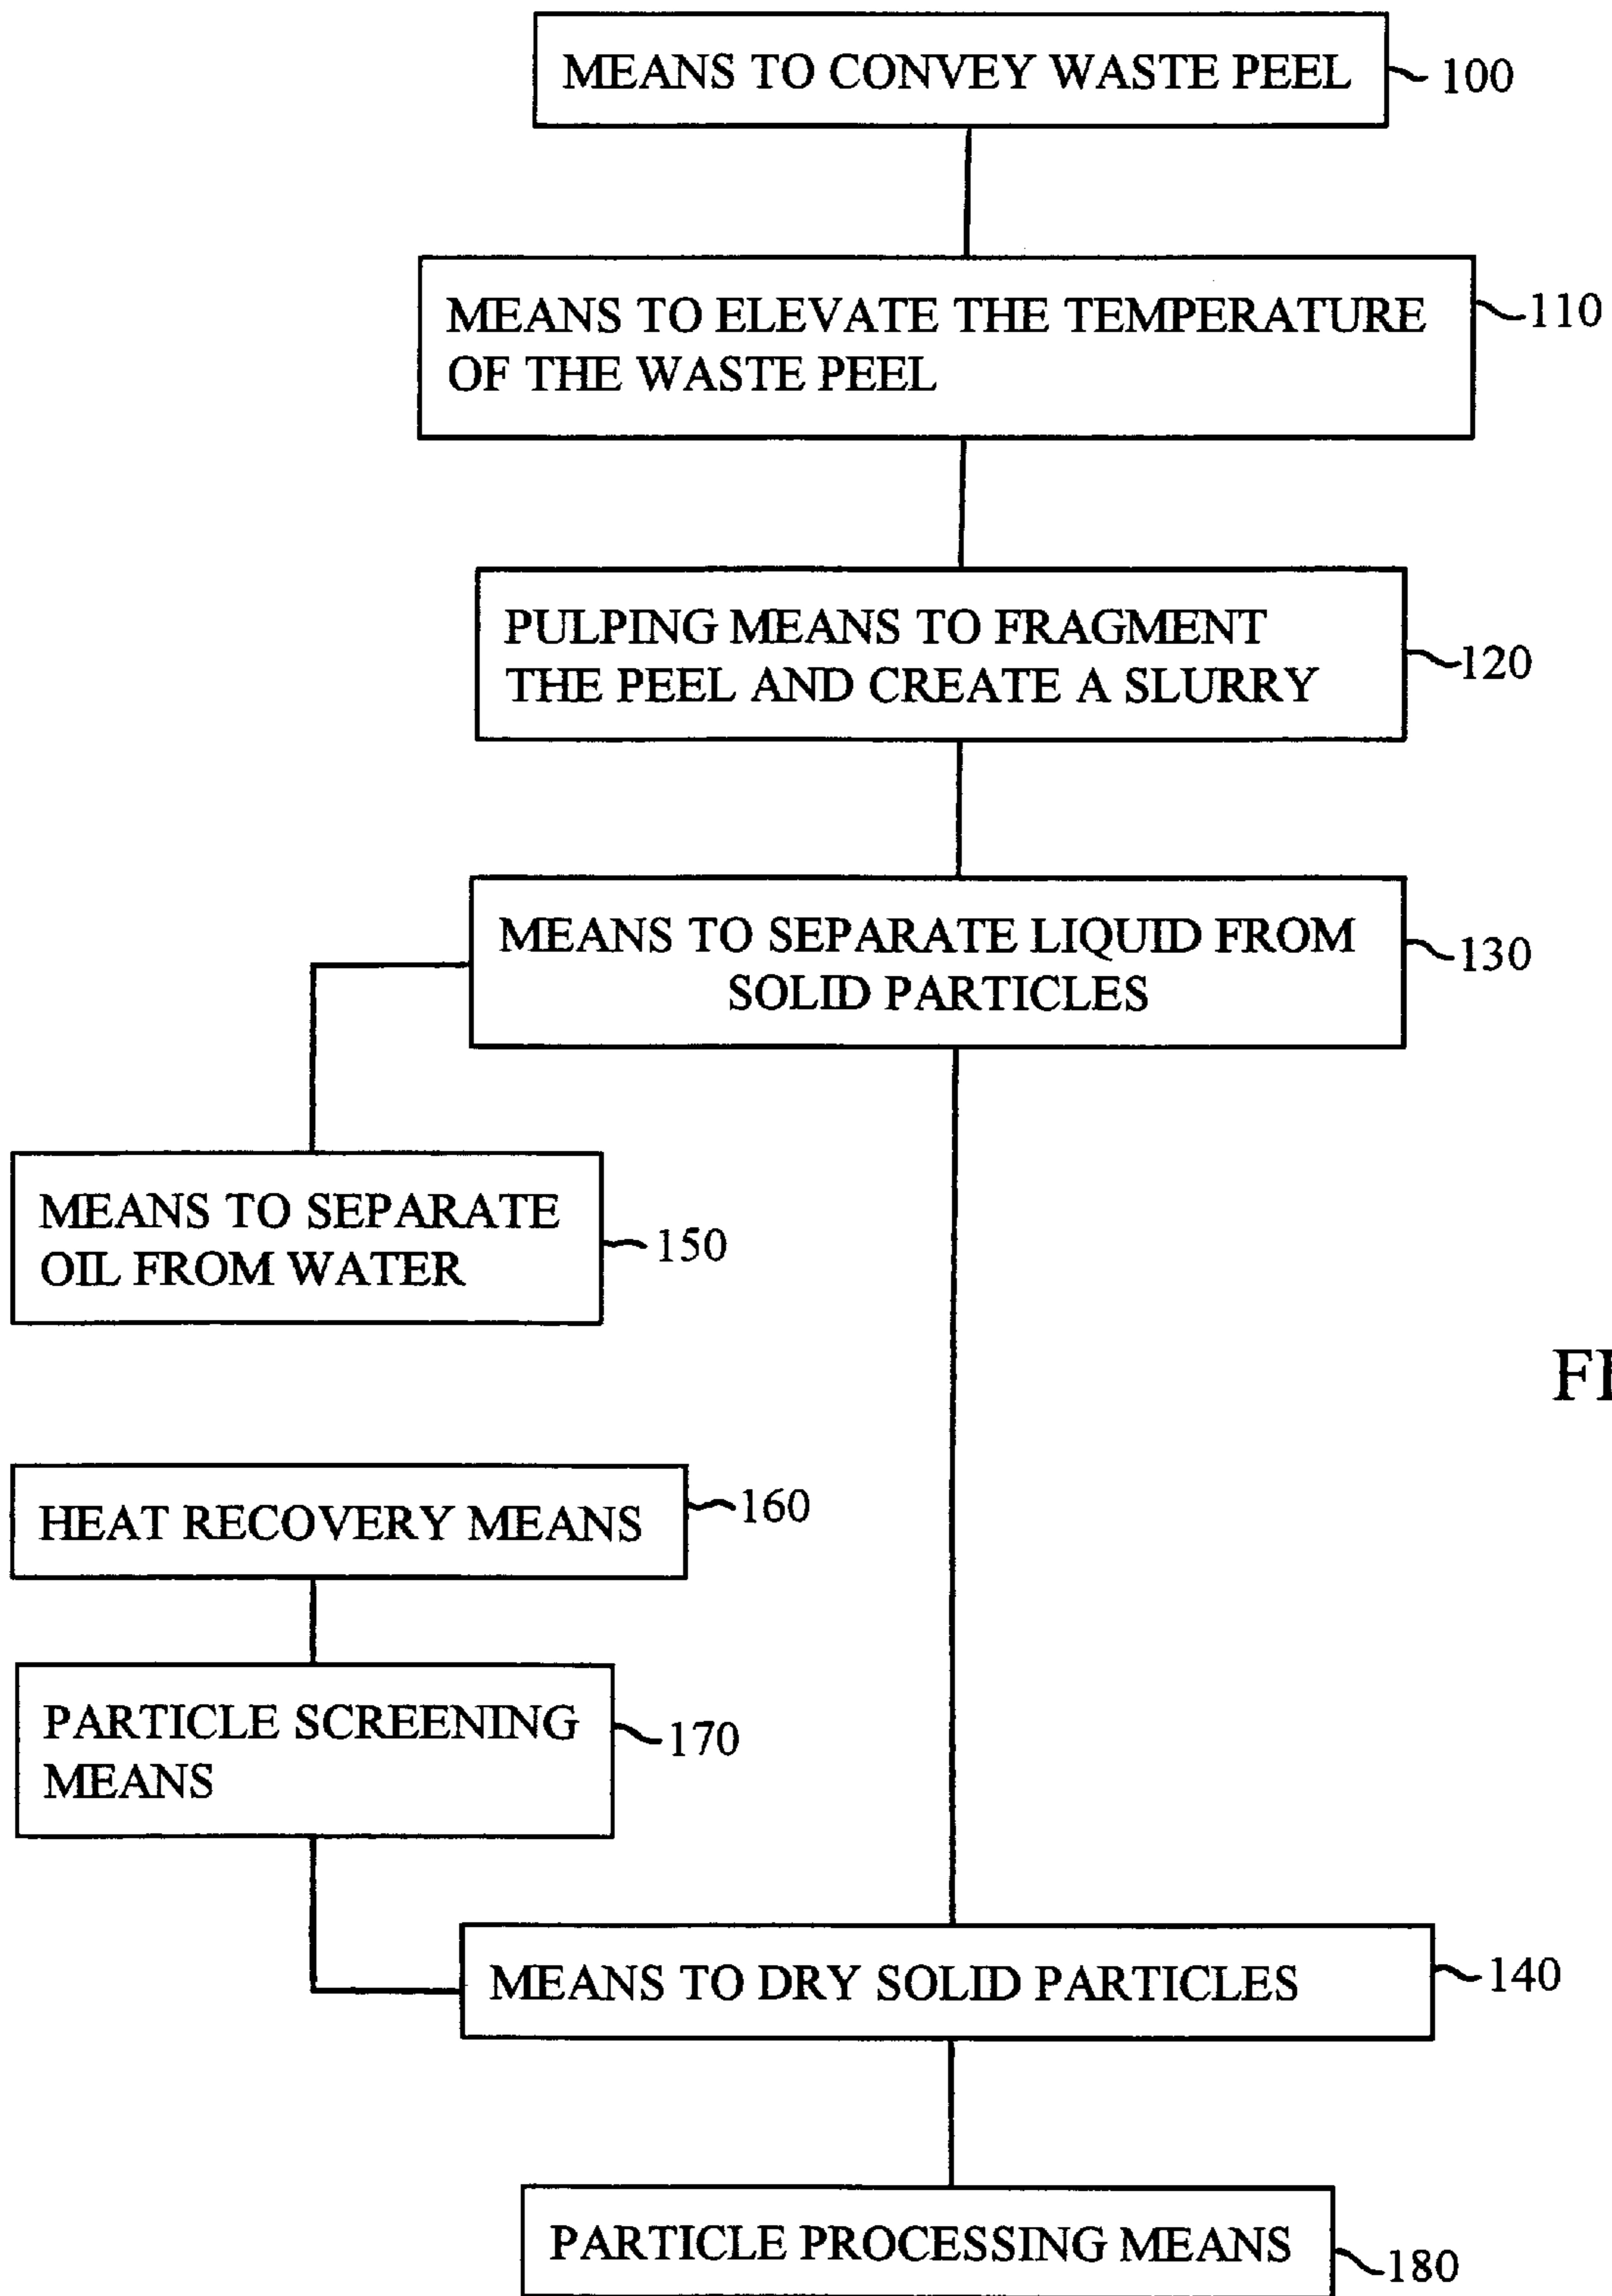 MEANS TO CONVEY WASTE PEEL
100
MEANS TO ELEVATE THE TEMPERATURE
OF THE WASTE PEEL
110
PULPING MEANS TO FRAGMENT
THE PEEL AND CREATE A SLURRY
120
MEANS TO SEPARATE LIQUID FROM
SOLID PARTICLES
130
MEANS TO SEPARATE
OIL FROM WATER
150
HEAT RECOVERY MEANS
160
PARTICLE SCREENING
MEANS
170
MEANS TO DRY SOLID PARTICLES
140
PARTICLE PROCESSING MEANS
180